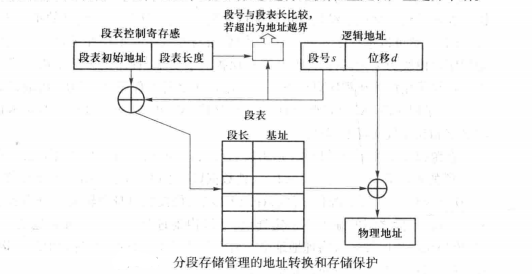 段号与段表长比较,
若超出为地址越界
段表控制寄存感
逻辑地址
段表初始地址 段表长度
段号s 位移d
段表
段长 基址
物理地址
分段存储管理的地址转换和存储保护